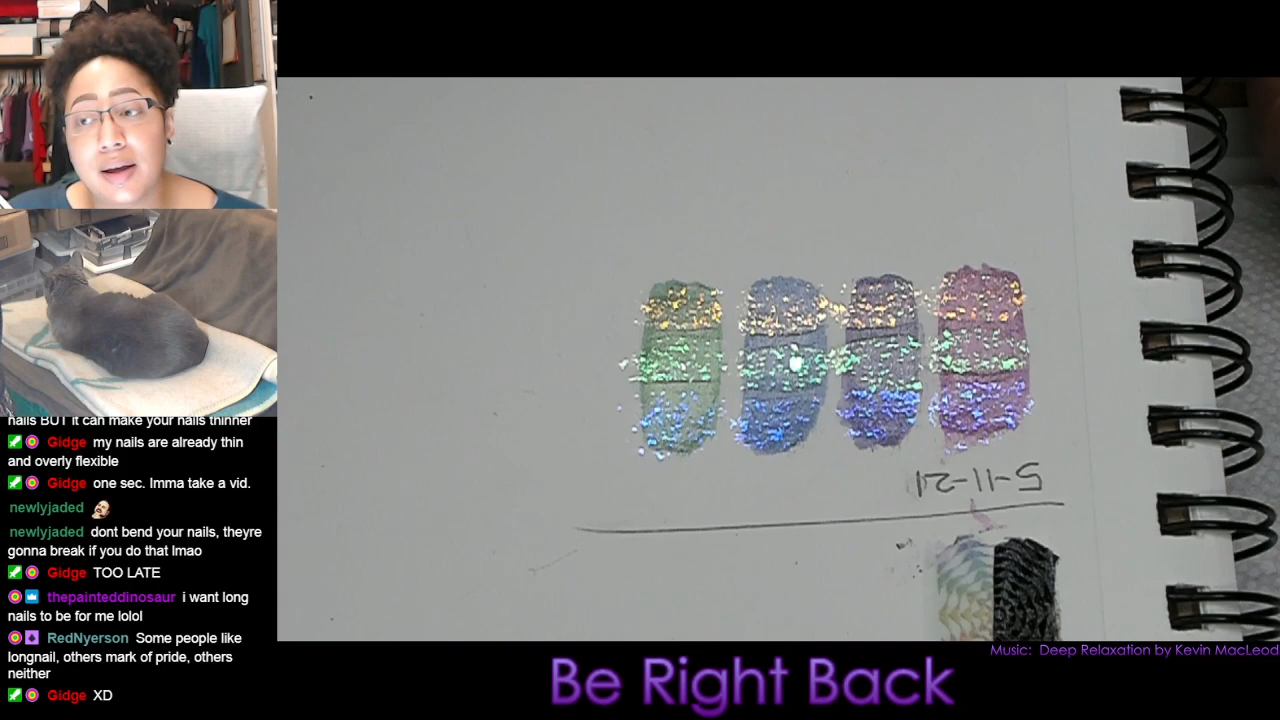 nails BUT it can make your nails thinner
Gidge my nails are already thin
and overly flexible
Gidge one sec. Imma take a vid.
newlyjaded
newlyjaded dont bend your nails, theyre
gonna break if you do that lmao
Gidge TOO LATE
thepainteddinosaur i want long
nails to be for me lolol
RedNyerson Some people like
longnail, others mark of pride, others
neither
Gidge XD
5-11-21
Music: Deep Relaxation by Kevin MacLeod
Be Right Back